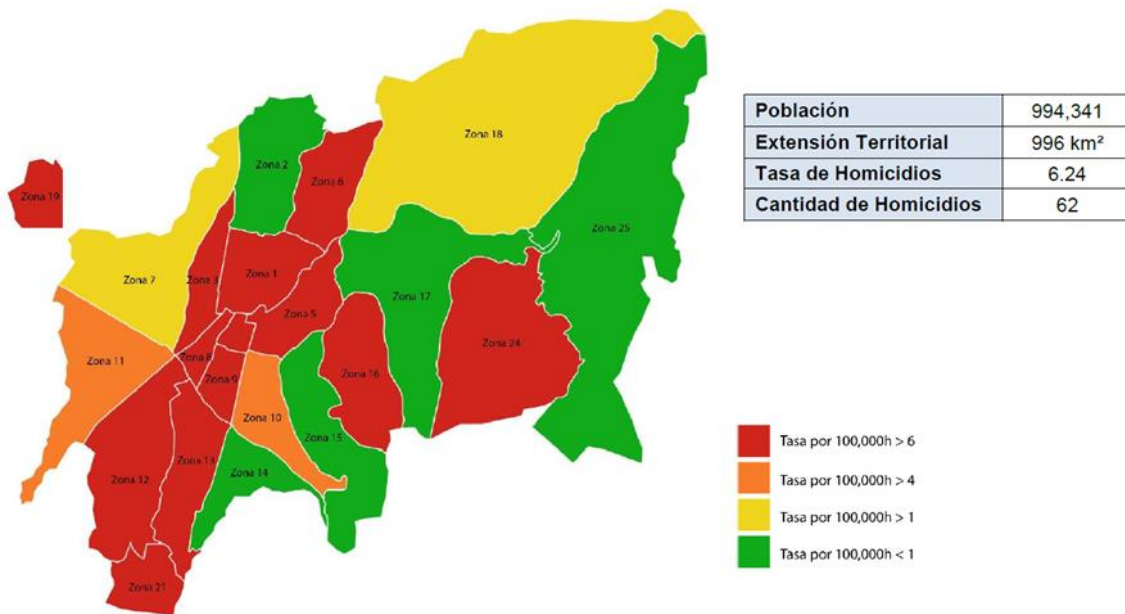 Zona 18
Zona 2
Zona 6
Zona 19
Zona 25
Zona 7
Zona 3
Zona 1
Zona 17
Zona 5
Zona 24
Zona 11
Zona 8
Zona 9
Zona 16
Zona 10
Zona 15
Zona 13
Zona 14
Zona 12
Zona 21
Población 994,341
Extensión Territorial 996 km²
Tasa de Homicidios 6.24
Cantidad de Homicidios 62
Tasa por 100,000h > 6
Tasa por 100,000h > 4
Tasa por 100,000h > 1
Tasa por 100,000h < 1